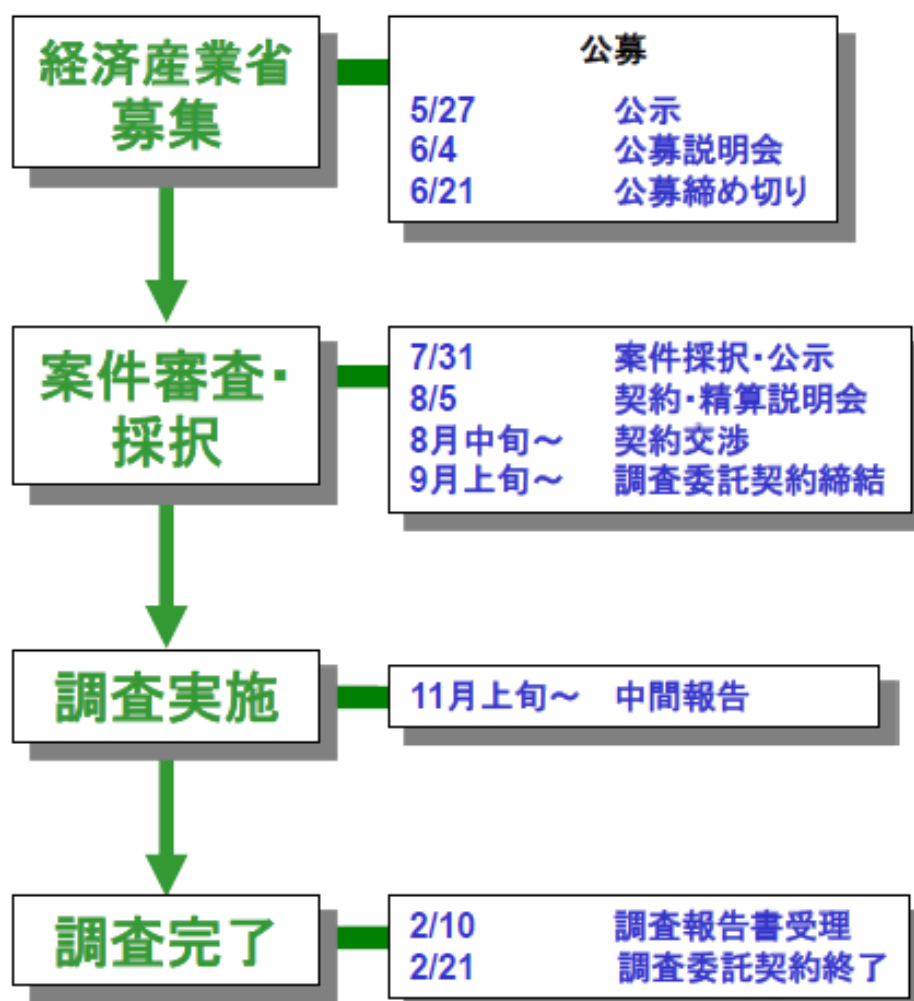 経済産業省
募集
公募
5/27 公示
6/4 公募説明会
6/21 公募締め切り
案件審査・
採択
7/31 案件採択・公示
8/5 契約・精算説明会
8月中旬～ 契約交渉
9月上旬～ 調査委託契約締結
調査実施
11月上旬～ 中間報告
調査完了
2/10 調査報告書受理
2/21 調査委託契約終了